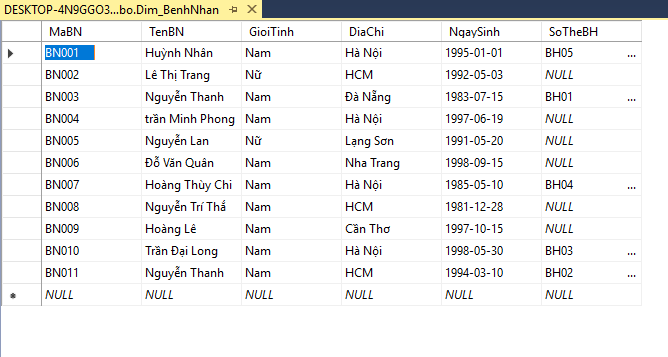 DESKTOP-4N9GGO3...bo.Dim_BenhNhan
MaBN TenBN GioiTinh DiaChi NgaySinh SoTheBH
BN001 Huỳnh Nhân Nam Hà Nội 1995-01-01 BH05 ...
BN002 Lê Thị Trang Nữ HCM 1992-05-03 NULL
BN003 Nguyễn Thanh Nam Đà Nẵng 1983-07-15 BH01 ...
BN004 trần Minh Phong Nam Hà Nội 1997-06-19 NULL
BN005 Nguyễn Lan Nữ Lạng Sơn 1991-05-20 NULL
BN006 Đỗ Văn Quân Nam Nha Trang 1998-09-15 NULL
BN007 Hoàng Thùy Chi Nam Hà Nội 1985-05-10 BH04 ...
BN008 Nguyễn Trí Thắ Nam HCM 1981-12-28 NULL
BN009 Hoàng Lê Nam Cần Thơ 1997-10-15 NULL
BN010 Trần Đại Long Nam Hà Nội 1998-05-30 BH03 ...
BN011 Nguyễn Thanh Nam HCM 1994-03-10 BH02 ...
NULL NULL NULL NULL NULL NULL